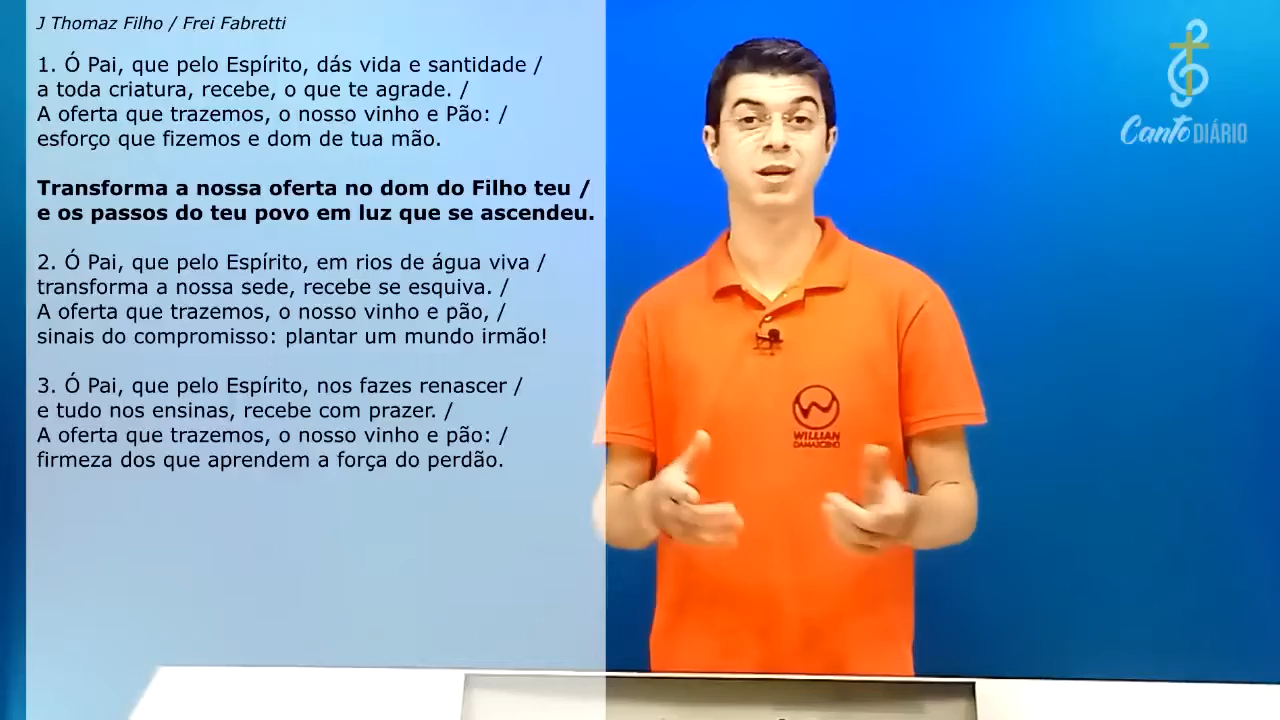 J Thomaz Filho / Frei Fabretti
1. Ó Pai, que pelo Espírito, dás vida e santidade /
a toda criatura, recebe, o que te agrade. /
A oferta que trazemos, o nosso vinho e Pão: /
esforço que fizemos e dom de tua mão.
Transforma a nossa oferta no dom do Filho teu /
e os passos do teu povo em luz que se ascendeu.
2. Ó Pai, que pelo Espírito, em rios de água viva /
transforma a nossa sede, recebe se esquiva. /
A oferta que trazemos, o nosso vinho e pão, /
sinais do compromisso: plantar um mundo irmão!
3. Ó Pai, que pelo Espírito, nos fazes renascer /
e tudo nos ensinas, recebe com prazer. /
A oferta que trazemos, o nosso vinho e pão: /
firmeza dos que aprendem a força do perdão.
Canto DIÁRIO
WILLIAN
DAMASCENO